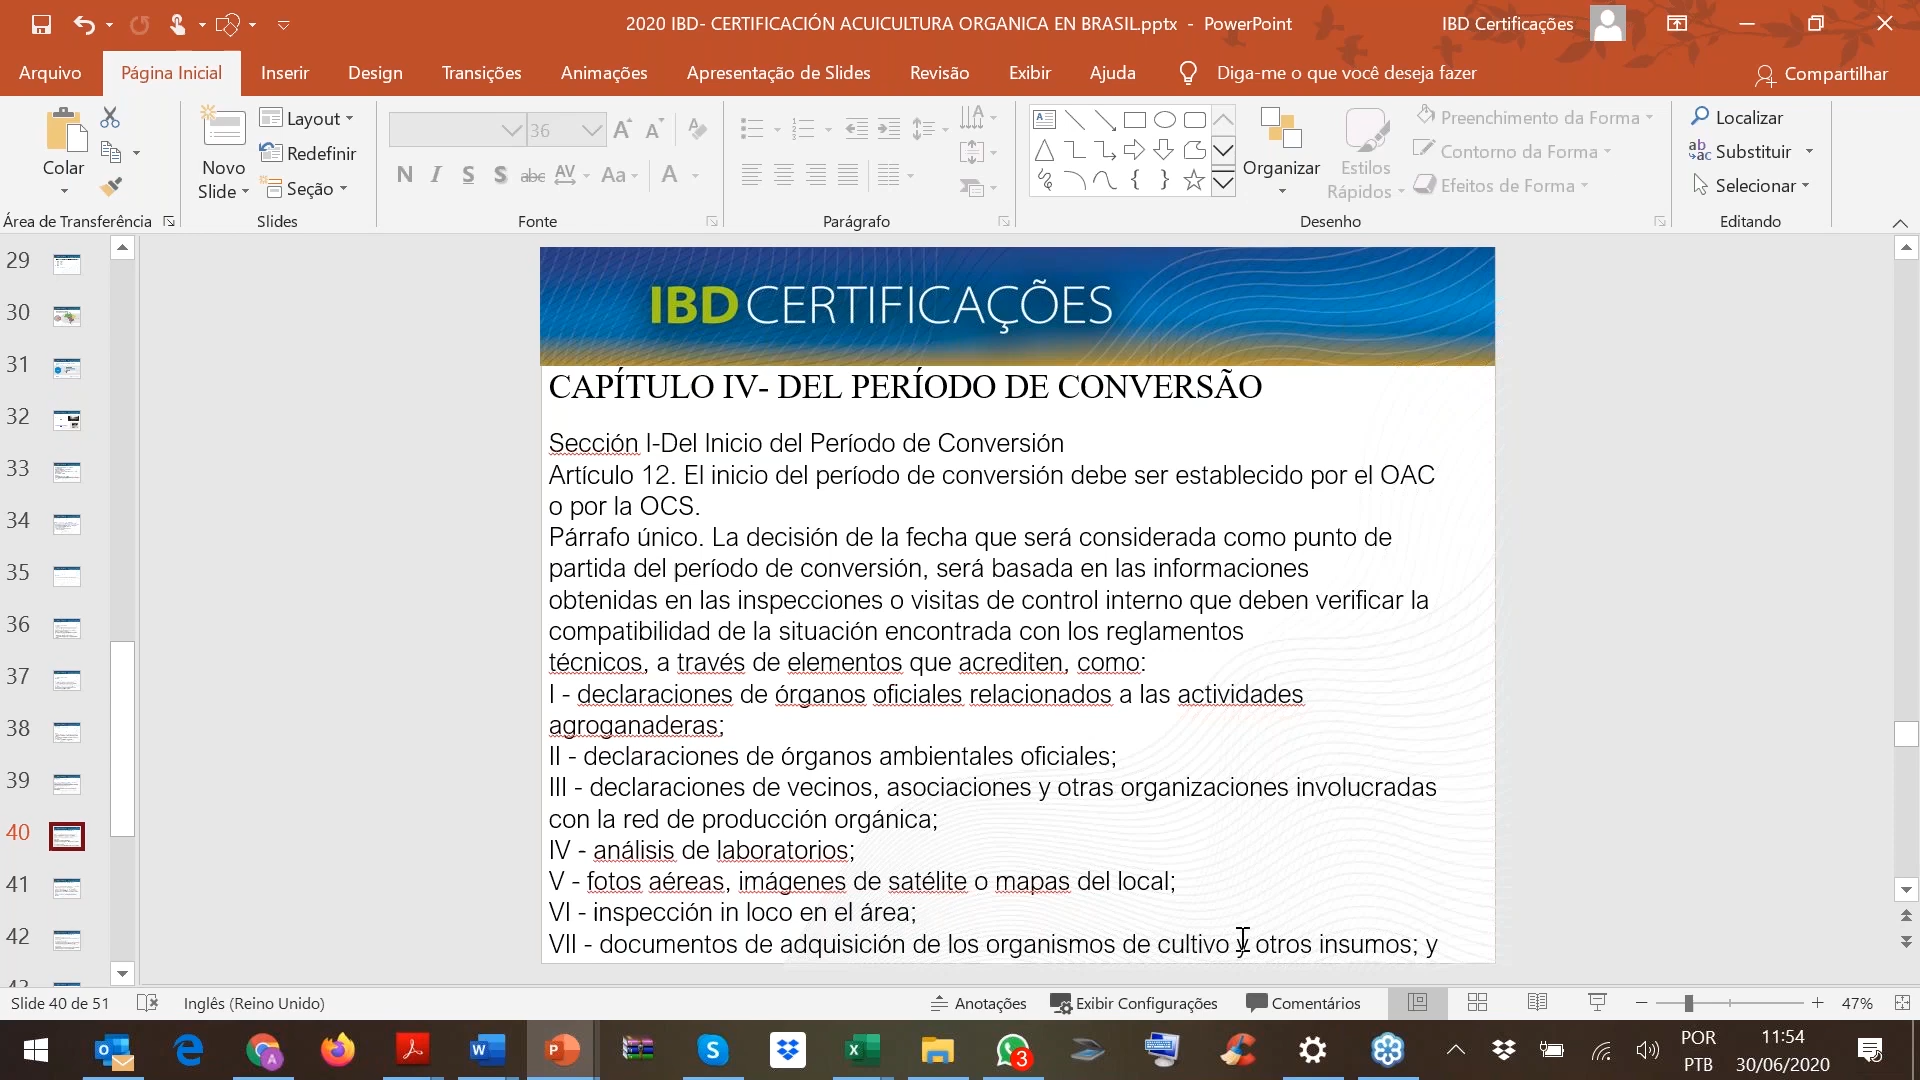 2020 IBD- CERTIFICACIÓN ACUICULTURA ORGANICA EN BRASIL.pptx - PowerPoint
IBD Certificações
Arquivo Página Inicial Inserir Design Transições Animações Apresentação de Slides Revisão Exibir Ajuda Diga-me o que você deseja fazer Compartilhar
Colar
Novo Slide
Layout
Redefinir
Seção
36
N I S S abc AV Aa A
Organizar
Estilos Rápidos
Preenchimento da Forma
Contorno da Forma
Efeitos de Forma
Localizar
Substituir
Selecionar
Área de Transferência Slides Fonte Parágrafo Desenho Editando
29
30
31
32
33
34
35
36
37
38
39
40
41
42
IBD CERTIFICAÇÕES
CAPÍTULO IV- DEL PERÍODO DE CONVERSÃO
Sección I-Del Inicio del Período de Conversión
Artículo 12. El inicio del período de conversión debe ser establecido por el OAC
o por la OCS.
Párrafo único. La decisión de la fecha que será considerada como punto de
partida del período de conversión, será basada en las informaciones
obtenidas en las inspecciones o visitas de control interno que deben verificar la
compatibilidad de la situación encontrada con los reglamentos
técnicos, a través de elementos que acrediten, como:
I - declaraciones de órganos oficiales relacionados a las actividades
agroganaderas;
II - declaraciones de órganos ambientales oficiales;
III - declaraciones de vecinos, asociaciones y otras organizaciones involucradas
con la red de producción orgánica;
IV - análisis de laboratorios;
V - fotos aéreas, imágenes de satélite o mapas del local;
VI - inspección in loco en el área;
VII - documentos de adquisición de los organismos de cultivo y otros insumos; y
Slide 40 de 51 Inglês (Reino Unido) Anotações Exibir Configurações Comentários 47%
POR
PTB
11:54
30/06/2020
3